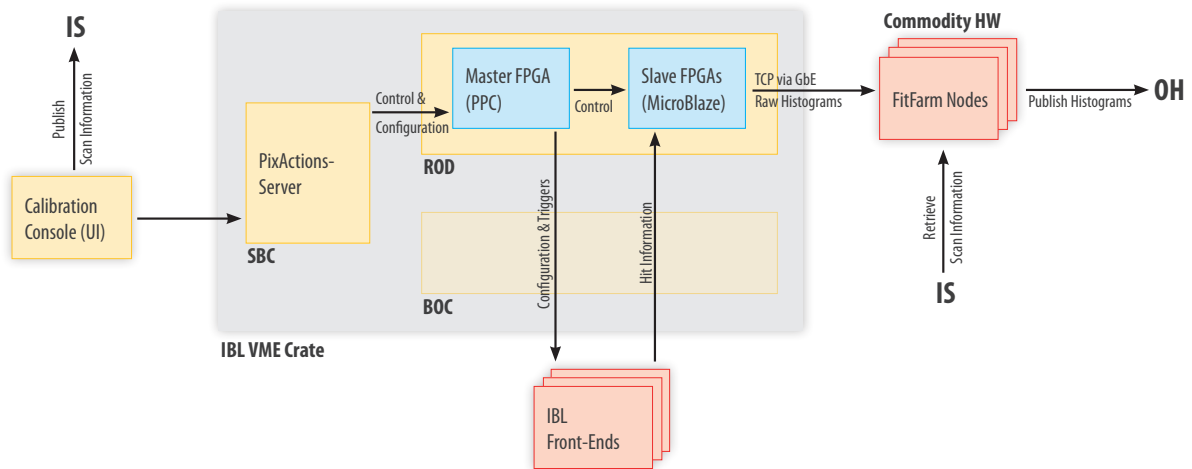 IS
Publish
Scan Information
Calibration
Console (UI)
PixActions-
Server
SBC
Control &
Configuration
Master FPGA
(PPC)
Control
Slave FPGAs
(MicroBlaze)
ROD
TCP via GbE
Raw Histograms
Commodity HW
FitFarm Nodes
Publish Histograms
OH
Configuration & Triggers
Hit Information
BOC
Retrieve
Scan Information
IS
IBL VME Crate
IBL
Front-Ends